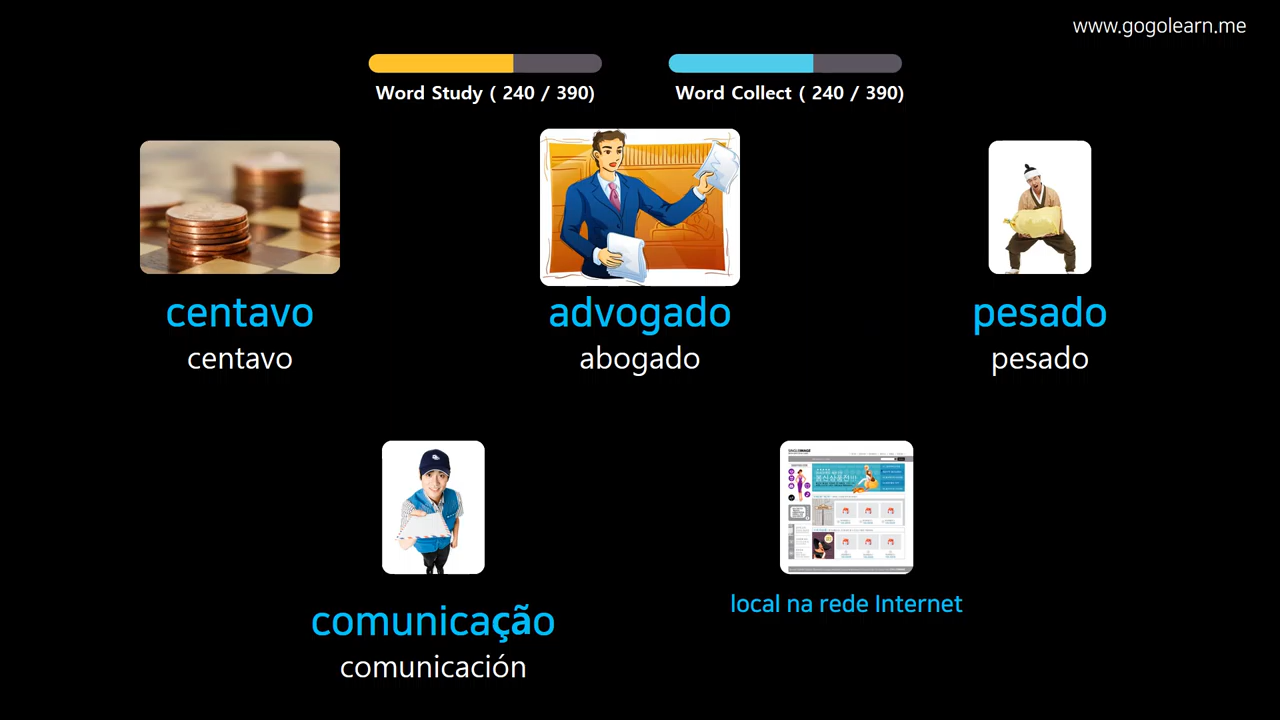 www.gogolearn.me
Word Study ( 240 / 390)
Word Collect ( 240 / 390)
centavo
centavo
advogado
abogado
pesado
pesado
comunicação
comunicación
local na rede Internet